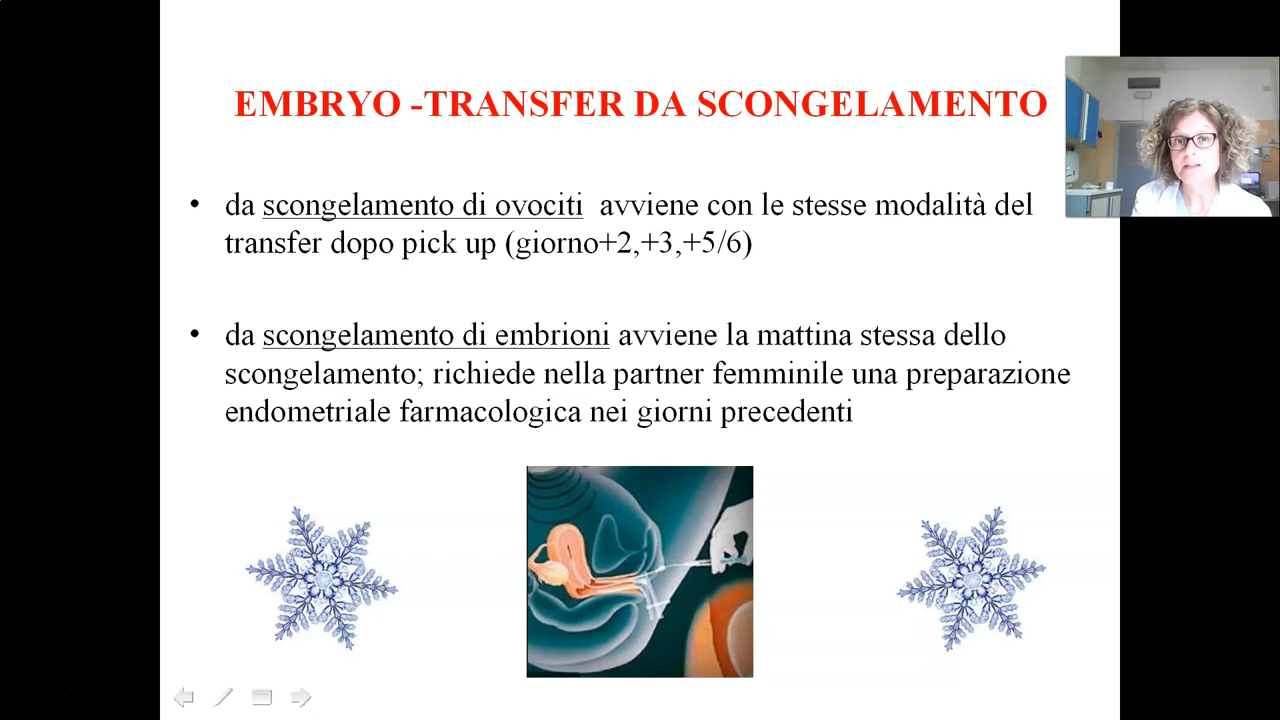 EMBRYO -TRANSFER DA SCONGELAMENTO
• da scongelamento di ovociti avviene con le stesse modalità del
transfer dopo pick up (giorno+2,+3,+5/6)
• da scongelamento di embrioni avviene la mattina stessa dello
scongelamento; richiede nella partner femminile una preparazione
endometriale farmacologica nei giorni precedenti